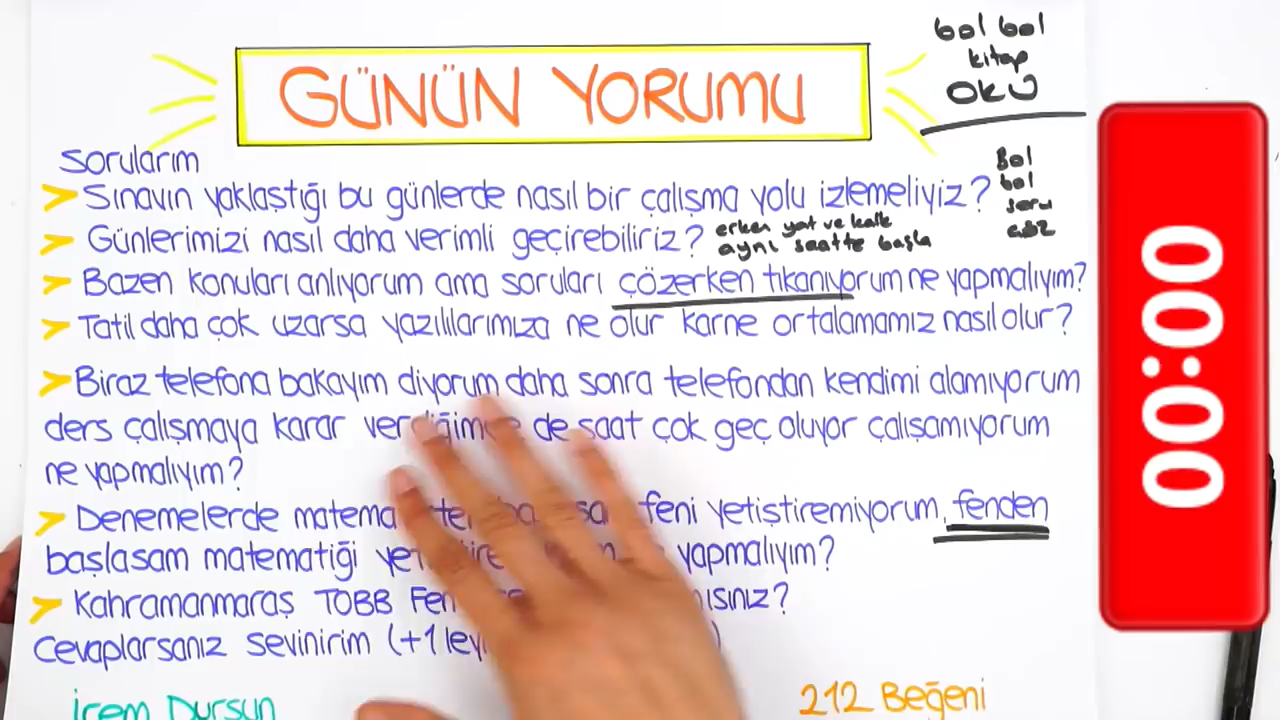 GÜNÜN YORUMU
bol bol
kitap
OKU
Sorularım
➤ Sınavın yaklaştığı bu günlerde nasıl bir çalışma yolu izlemeliyiz?
Bol
bol
soru
çöz
➤ Günlerimizi nasıl daha verimli geçirebiliriz?
erken yat ve kalk
aynı saatte başla
➤ Bazen konuları anlıyorum ama soruları çözerken tıkanıyorum ne yapmalıyım?
➤ Tatil daha çok uzarsa yazılılarımıza ne olur karne ortalamamız nasıl olur?
➤ Biraz telefona bakayım diyorum daha sonra telefondan kendimi alamıyorum
ders çalışmaya karar verdiğimde de saat çok geç oluyor çalışamıyorum
ne yapmalıyım?
➤ Denemelerde feni yetiştiremiyorum, fenden
başlasam matematiği yapmalıyım?
➤ Kahramanmaraş TOBB Fen
Cevaplarsanız sevinirim (+1
İrem Dursun
212 Beğeni
00:00